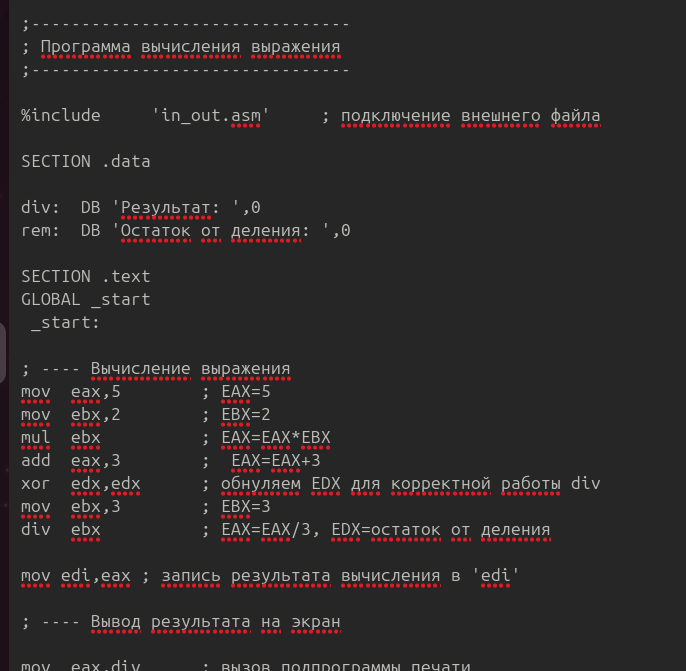 ;--------------------------------
; Программа вычисления выражения
;--------------------------------
%include     'in_out.asm'     ; подключение внешнего файла
SECTION .data
div:  DB 'Результат: ',0
rem:  DB 'Остаток от деления: ',0
SECTION .text
GLOBAL _start
 _start:
; ---- Вычисление выражения
mov  eax,5        ; EAX=5
mov  ebx,2        ; EBX=2
mul  ebx          ; EAX=EAX*EBX
add  eax,3        ;  EAX=EAX+3
xor  edx,edx      ; обнуляем EDX для корректной работы div
mov  ebx,3        ; EBX=3
div  ebx          ; EAX=EAX/3, EDX=остаток от деления
mov edi,eax ; запись результата вычисления в 'edi'
; ---- Вывод результата на экран
mov  eax,div      ; вызов подпрограммы печати